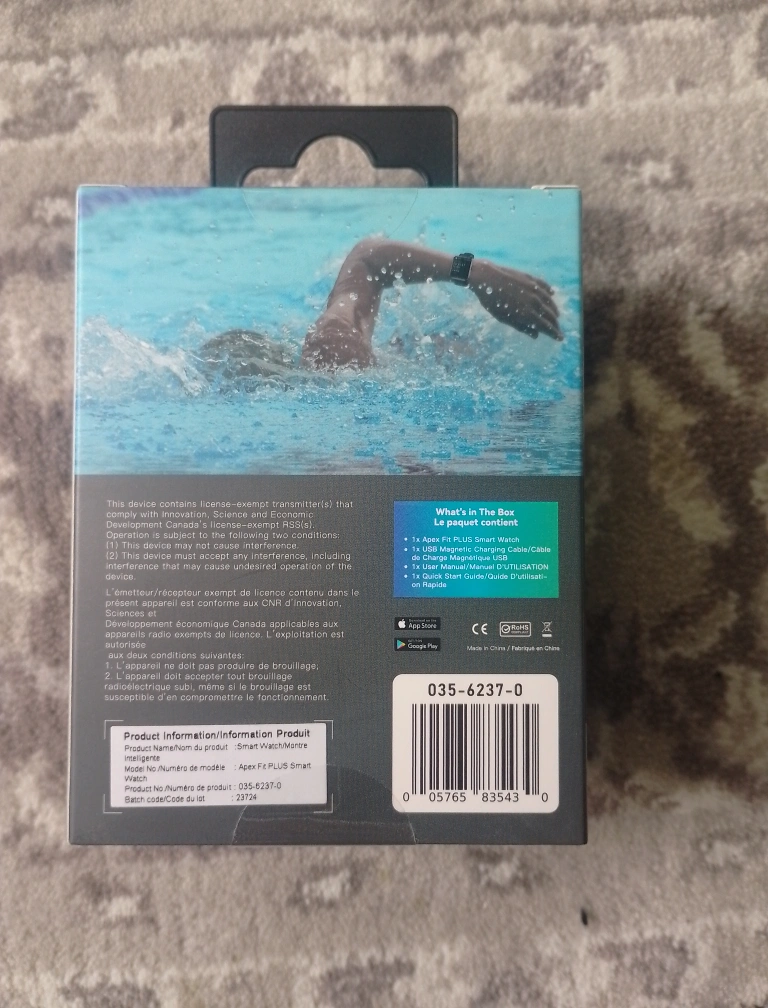 This device contains license-exempt transmitter(s) that
comply with Innovation, Science and Economic
Development Canada's license-exempt RSS(s).
Operation is subject to the following two conditions:
(1) This device may not cause interference.
(2) This device must accept any interference, including
interference that may cause undesired operation of the
device.
L'émetteur/récepteur exempt de licence contenu dans le
présent appareil est conforme aux CNR d'Innovation,
Sciences et
Développement économique Canada applicables aux
appareils radio exempts de licence. L'exploitation est
autorisée
aux deux conditions suivantes:
1. L'appareil ne doit pas produire de brouillage;
2. L'appareil doit accepter tout brouillage
radioélectrique subi, même si le brouillage est
susceptible d'en compromettre le fonctionnement.
Product Information/Information Produit
Product Name/Nom du produit :Smart Watch/Montre
Intelligente
Model No/Numéro de modèle : Apex Fit PLUS Smart
Watch
Product No/Numéro de produit : 035-6237-0
Batch code/Code du lot : 23724
What's in The Box
Le paquet contient
• 1x Apex Fit PLUS Smart Watch
• 1x USB Magnetic Charging Cable/Câble
de Charge Magnétique USB
• 1x User Manual/Manuel D'UTILISATION
• 1x Quick Start Guide/Guide D'utilisati-
on Rapide
App Store
Google Play
CE
RoHS
Made in China / Fabriqué en Chine
035-6237-0
0 05765 83543 0